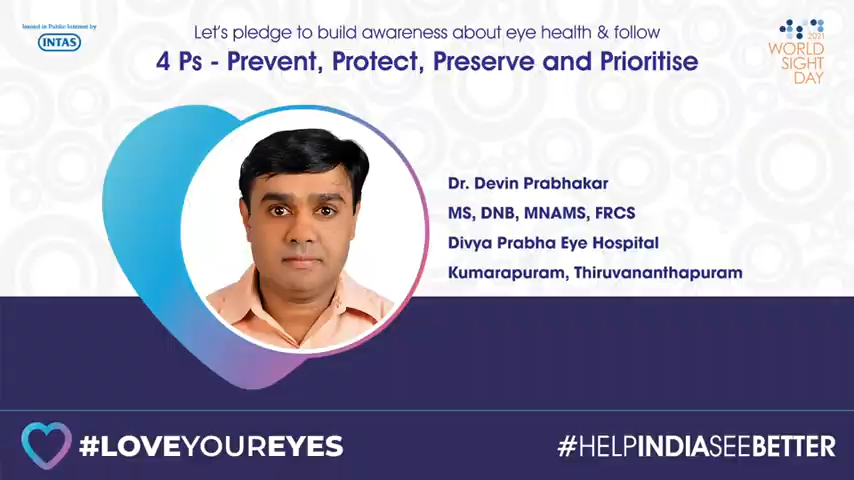 Issued in Public Interest by
INTAS
Let's pledge to build awareness about eye health & follow
4 Ps - Prevent, Protect, Preserve and Prioritise
2021
WORLD
SIGHT
DAY
Dr. Devin Prabhakar
MS, DNB, MNAMS, FRCS
Divya Prabha Eye Hospital
Kumarapuram, Thiruvananthapuram
#LOVEYOUREYES
#HELPINDIASEEBETTER